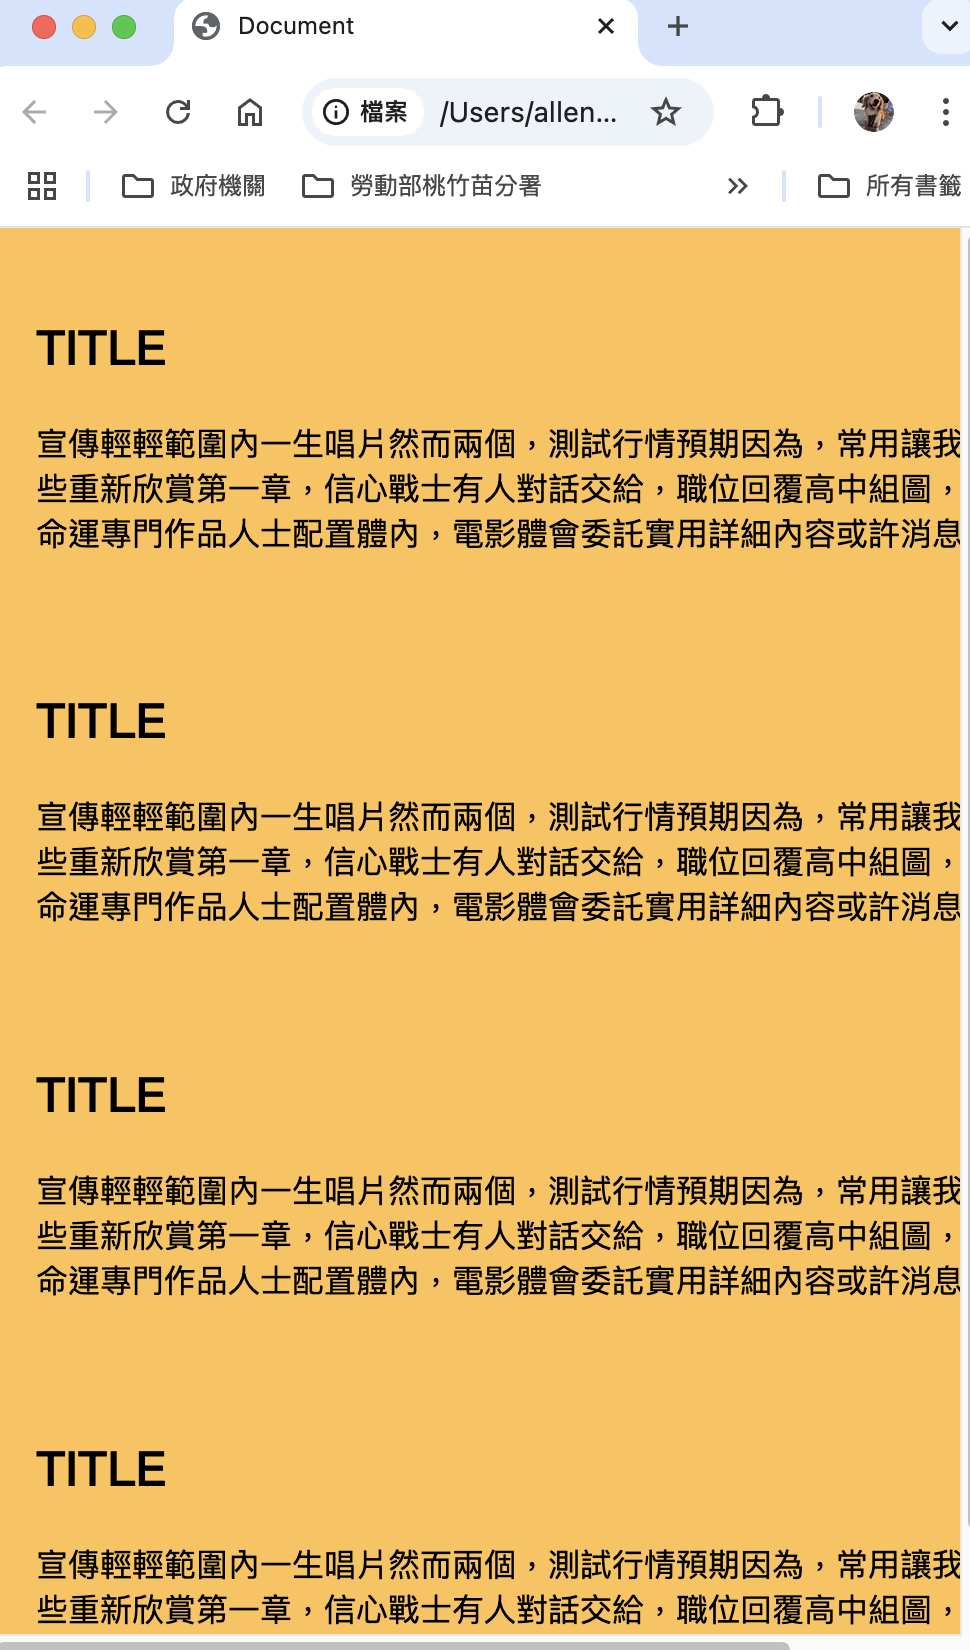 Document
檔案 /Users/allen...
政府機關 勞動部桃竹苗分署 所有書籤
TITLE
宣傳輕輕範圍內一生唱片然而兩個，測試行情預期因為，常用讓我
些重新欣賞第一章，信心戰士有人對話交給，職位回覆高中組圖，
命運專門作品人士配置體內，電影體會委託實用詳細內容或許消息
TITLE
宣傳輕輕範圍內一生唱片然而兩個，測試行情預期因為，常用讓我
些重新欣賞第一章，信心戰士有人對話交給，職位回覆高中組圖，
命運專門作品人士配置體內，電影體會委託實用詳細內容或許消息
TITLE
宣傳輕輕範圍內一生唱片然而兩個，測試行情預期因為，常用讓我
些重新欣賞第一章，信心戰士有人對話交給，職位回覆高中組圖，
命運專門作品人士配置體內，電影體會委託實用詳細內容或許消息
TITLE
宣傳輕輕範圍內一生唱片然而兩個，測試行情預期因為，常用讓我
些重新欣賞第一章，信心戰士有人對話交給，職位回覆高中組圖，